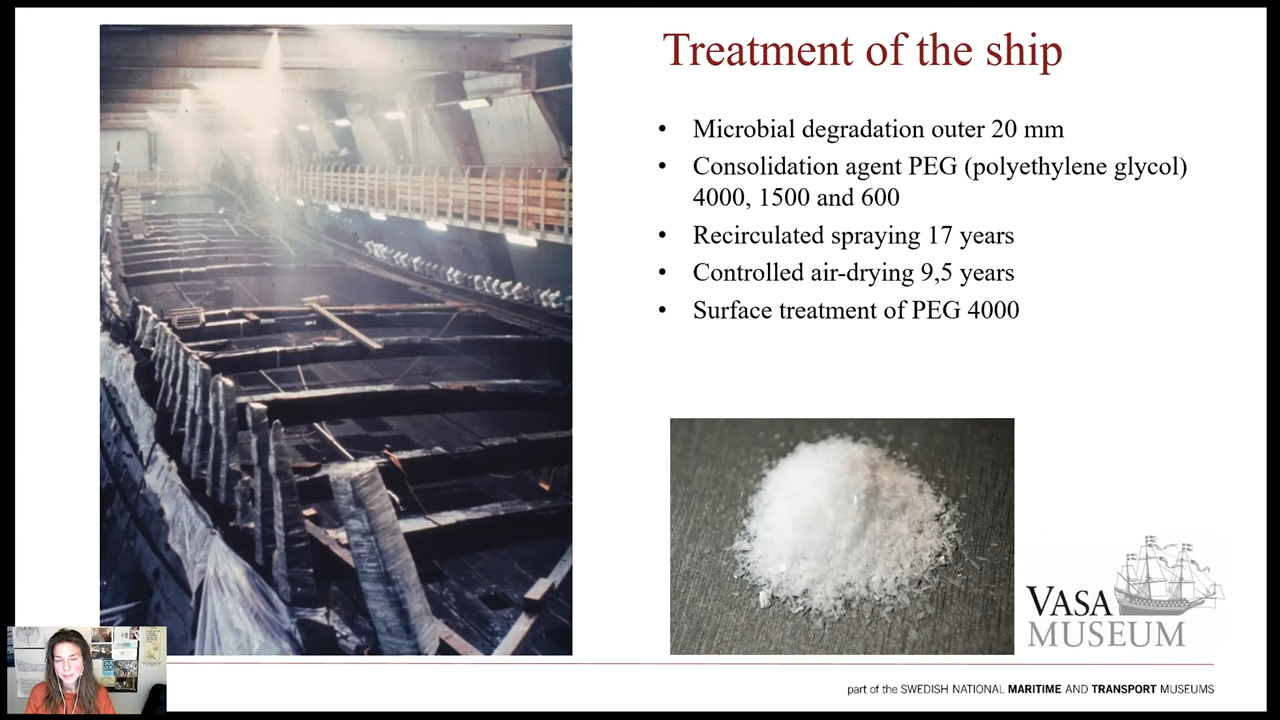 Treatment of the ship
• Microbial degradation outer 20 mm
• Consolidation agent PEG (polyethylene glycol)
4000, 1500 and 600
• Recirculated spraying 17 years
• Controlled air-drying 9,5 years
• Surface treatment of PEG 4000
VASA
MUSEUM
part of the SWEDISH NATIONAL MARITIME AND TRANSPORT MUSEUMS